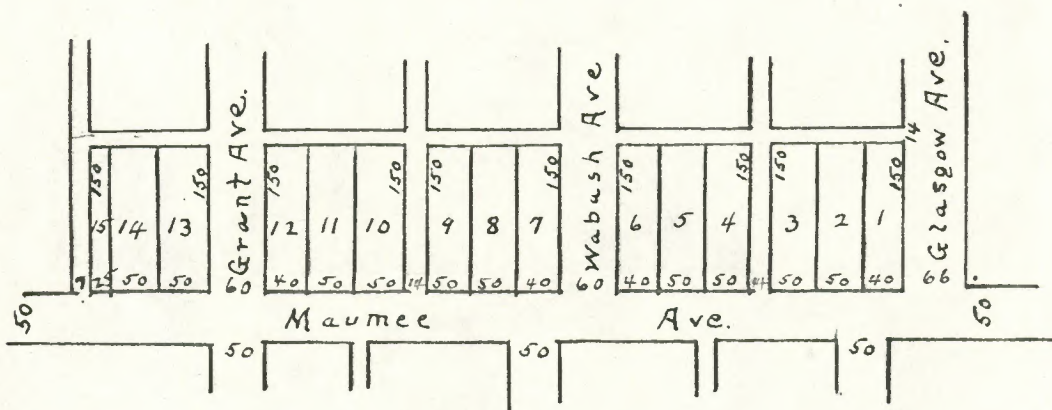 Grant Ave.
Wabash Ave
Glasgow Ave.
14
150 150 150 150 150 150 150 150
15 14 13 12 11 10 9 8 7 6 5 4 3 2 1
9 25 50 50 60 40 50 50 14 50 50 40 60 40 50 50 14 50 50 40 66
50 Maumee Ave. 50
50 50 50